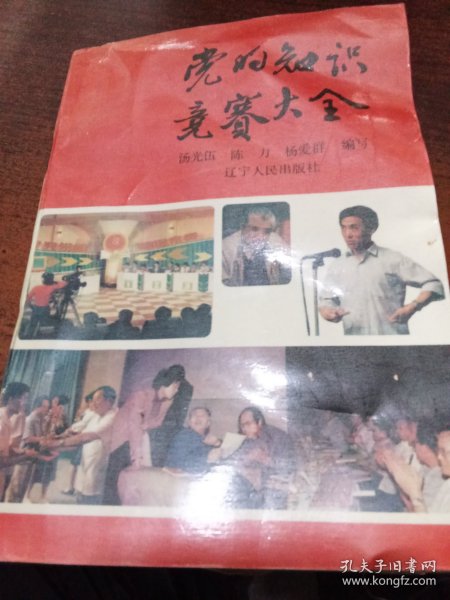 党的知识
竞赛大全
汤光伍 陈力 杨爱群 编写
辽宁人民出版社
孔夫子旧书网
www.kongfz.com